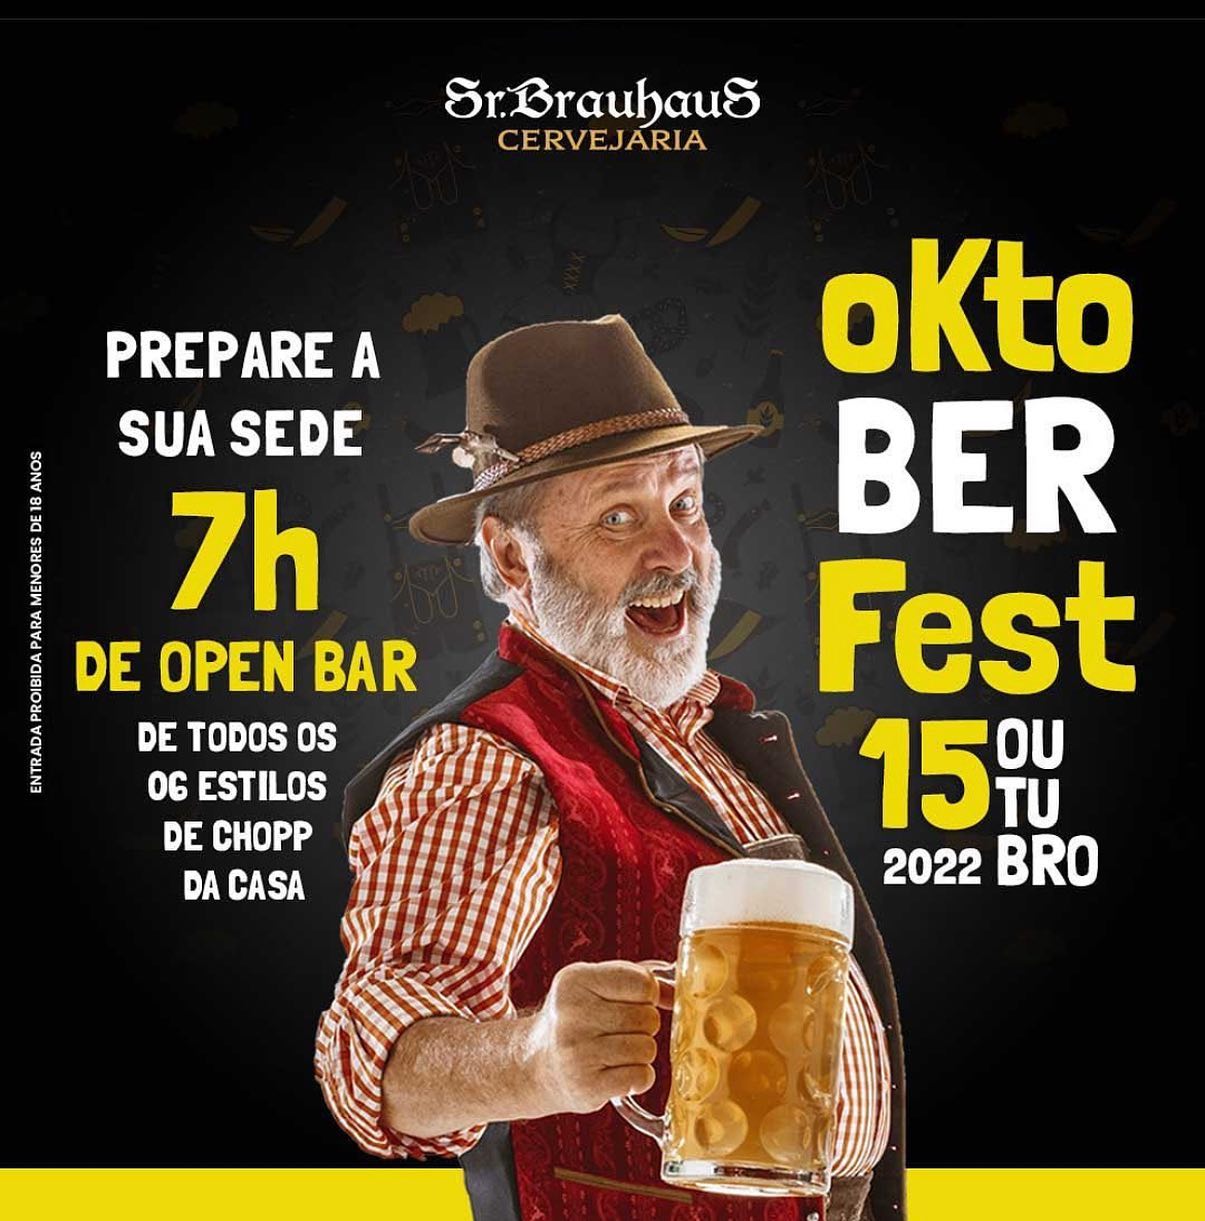 Sr.BrauhauS
CERVEJARIA
PREPARE A
SUA SEDE
7h
DE OPEN BAR
DE TODOS OS
06 ESTILOS
DE CHOPP
DA CASA
oKto
BER
Fest
15 OU
TU
2022 BRO
ENTRADA PROIBIDA PARA MENORES DE 18 ANOS